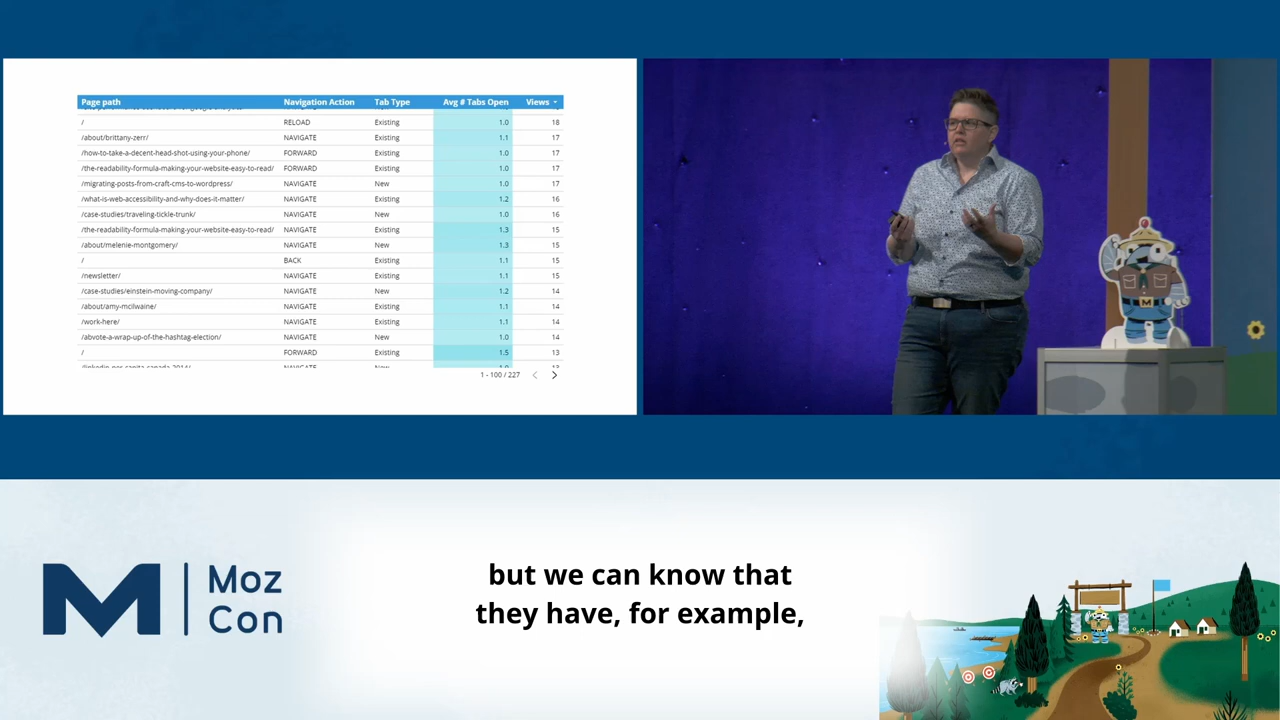 Page path Navigation Action Tab Type Avg # Tabs Open Views
/ RELOAD Existing 1.0 18
/about/brittany-zerr/ NAVIGATE Existing 1.1 17
/how-to-take-a-decent-head-shot-using-your-phone/ FORWARD Existing 1.0 17
/the-readability-formula-making-your-website-easy-to-read/ FORWARD Existing 1.0 17
/migrating-posts-from-craft-cms-to-wordpress/ NAVIGATE New 1.0 17
/what-is-web-accessibility-and-why-does-it-matter/ NAVIGATE Existing 1.2 16
/case-studies/traveling-tickle-trunk/ NAVIGATE New 1.0 16
/the-readability-formula-making-your-website-easy-to-read/ NAVIGATE Existing 1.3 15
/about/melenie-montgomery/ NAVIGATE New 1.3 15
/ BACK Existing 1.1 15
/newsletter/ NAVIGATE Existing 1.1 15
/case-studies/einstein-moving-company/ NAVIGATE New 1.2 14
/about/amy-mcilwaine/ NAVIGATE Existing 1.1 14
/work-here/ NAVIGATE Existing 1.1 14
/abvote-a-wrap-up-of-the-hashtag-election/ NAVIGATE New 1.0 14
/ FORWARD Existing 1.5 13
1 - 100 / 227
M
M | Moz
Con
but we can know that
they have, for example,